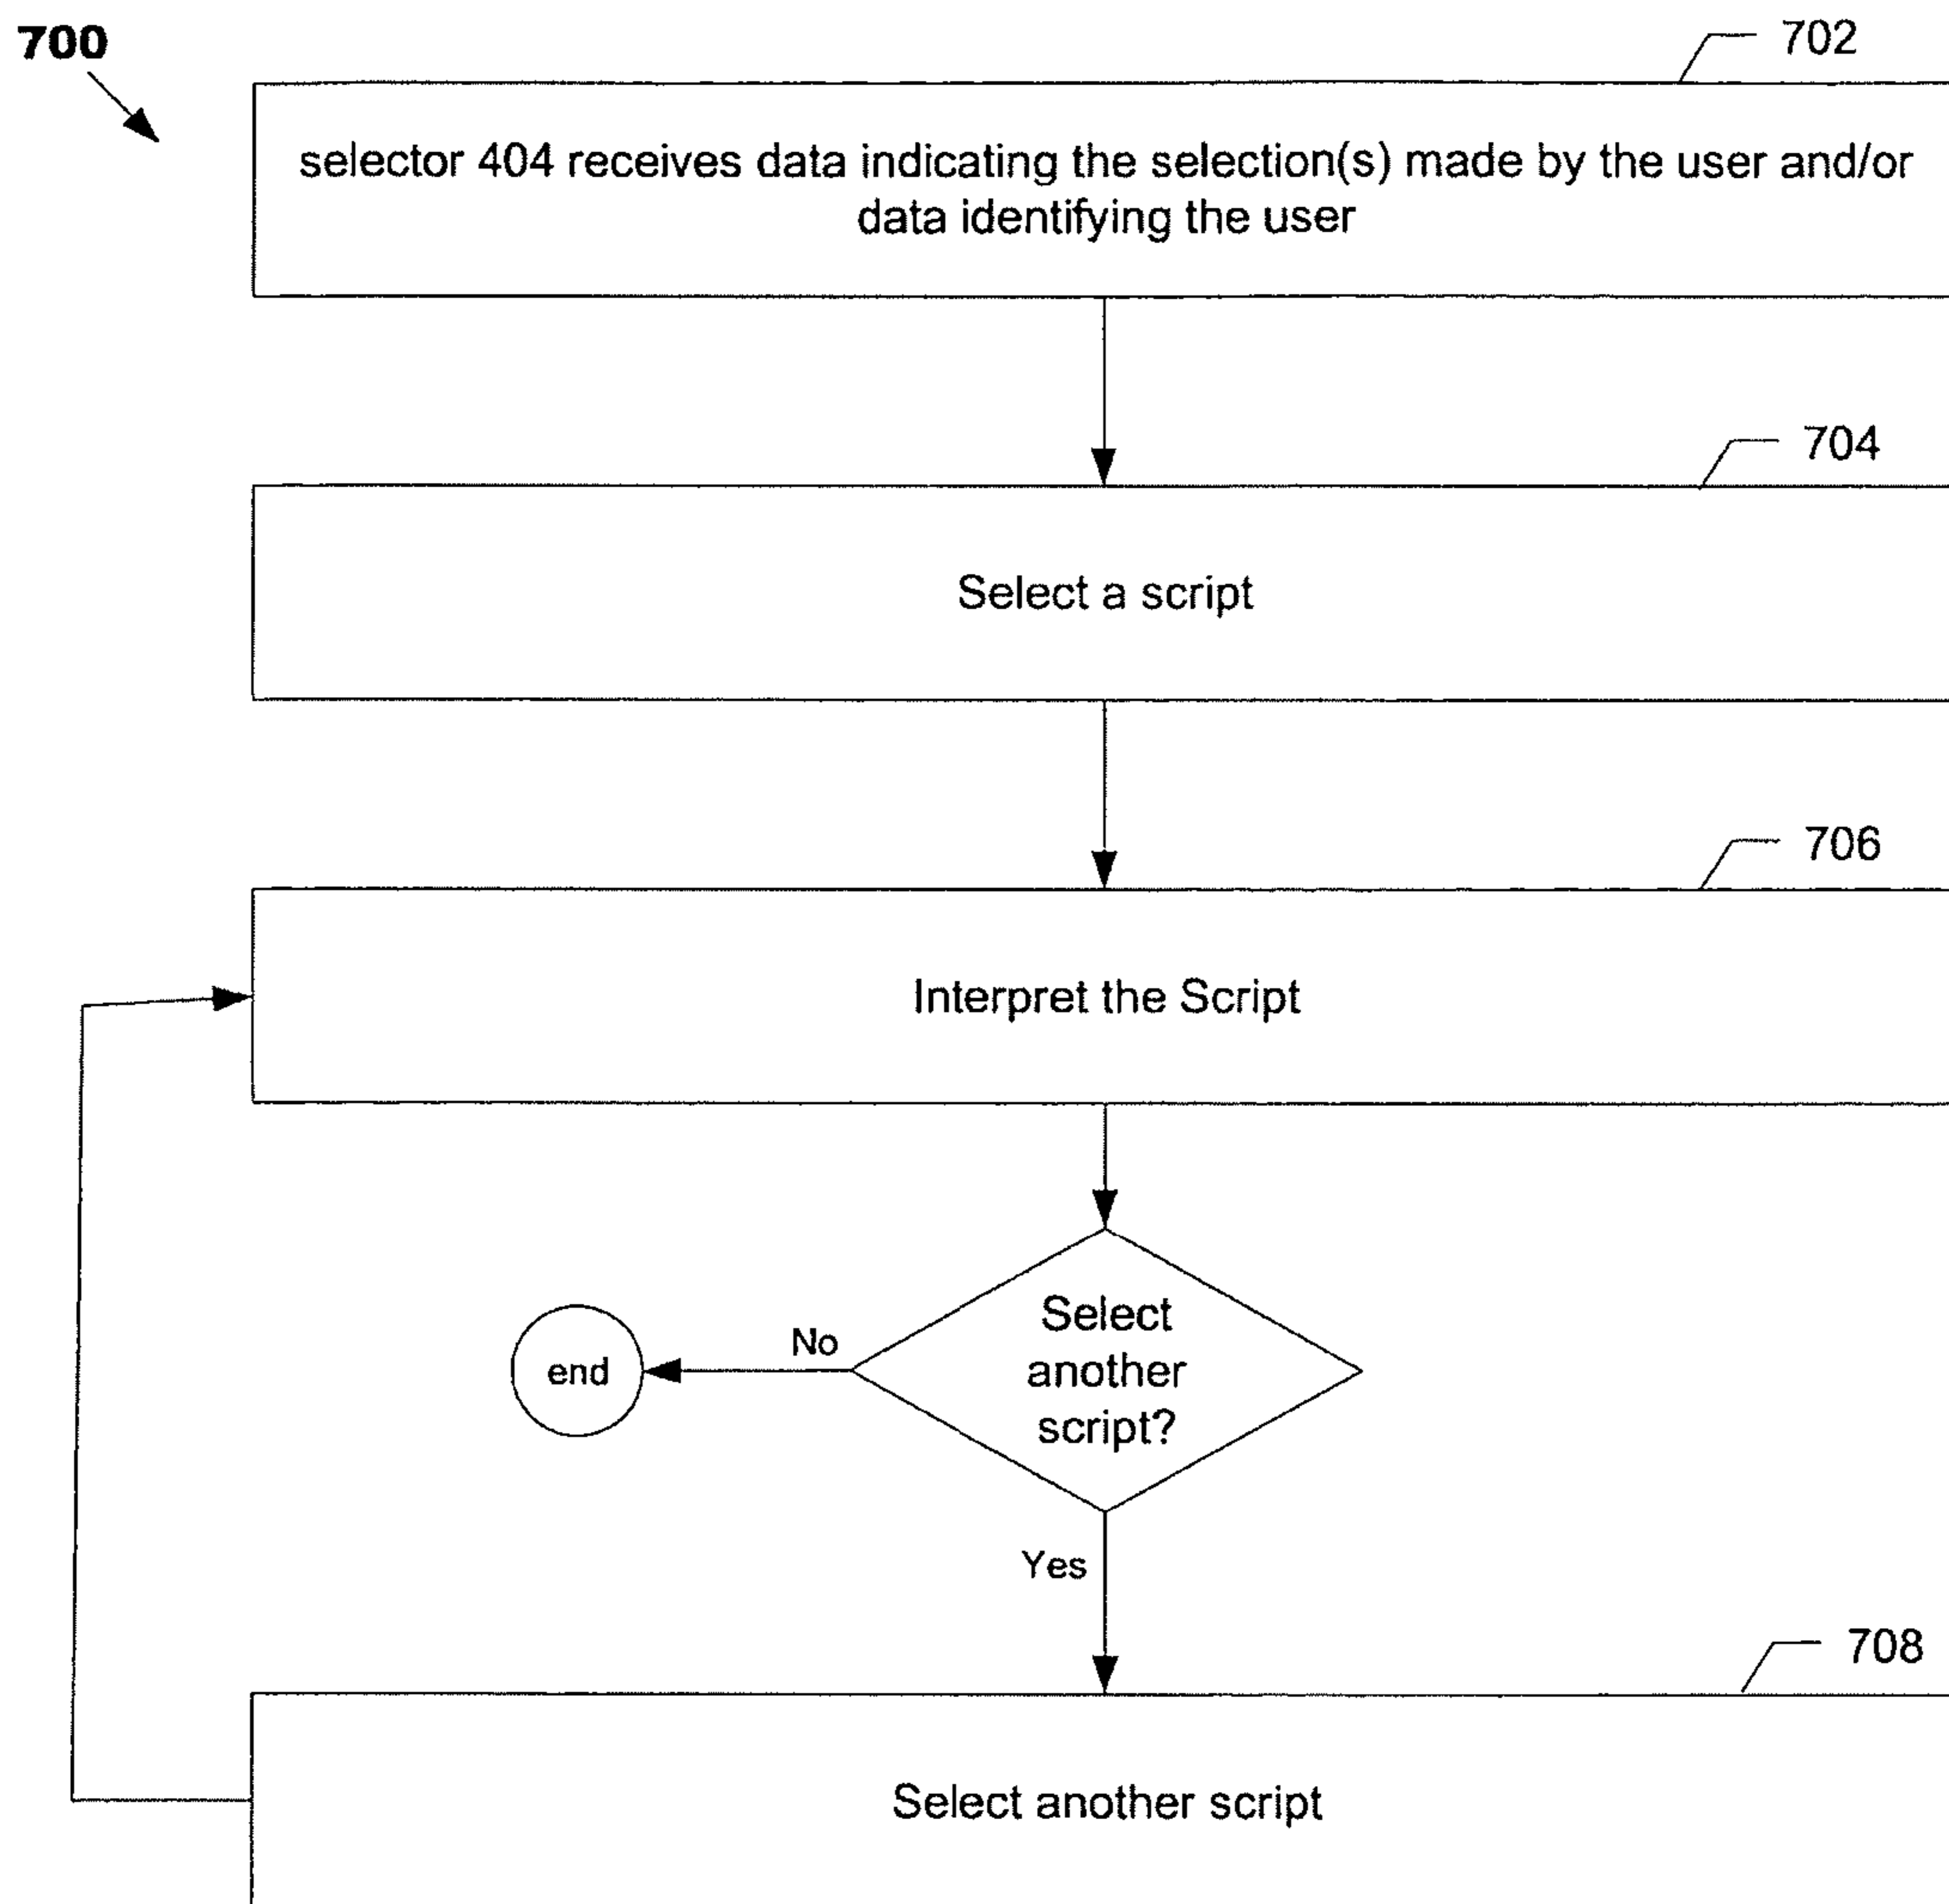 700
702
selector 404 receives data indicating the selection(s) made by the user and/or
data identifying the user
704
Select a script
706
Interpret the Script
Select
another
script?
No
end
Yes
708
Select another script